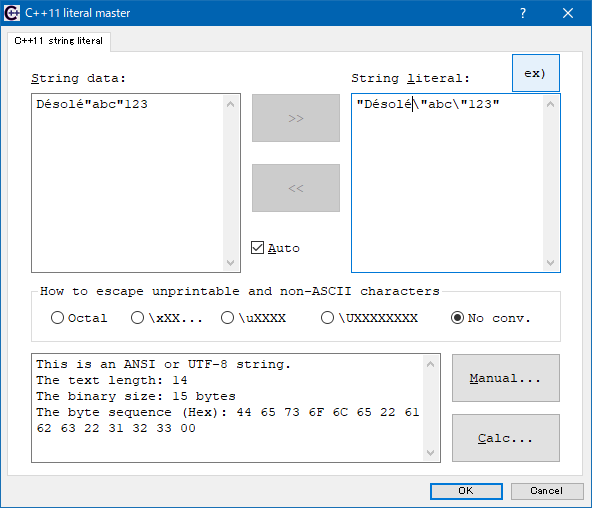 C++11 literal master
?
C++11 string literal
String data:
String literal:
ex)
Désolé"abc"123
"Désolé\"abc\"123"
>>
<<
Auto
How to escape unprintable and non-ASCII characters
Octal
\xXX...
\uXXXX
\UXXXXXXXX
No conv.
This is an ANSI or UTF-8 string.
The text length: 14
The binary size: 15 bytes
The byte sequence (Hex): 44 65 73 6F 6C 65 22 61
62 63 22 31 32 33 00
Manual...
Calc...
OK
Cancel